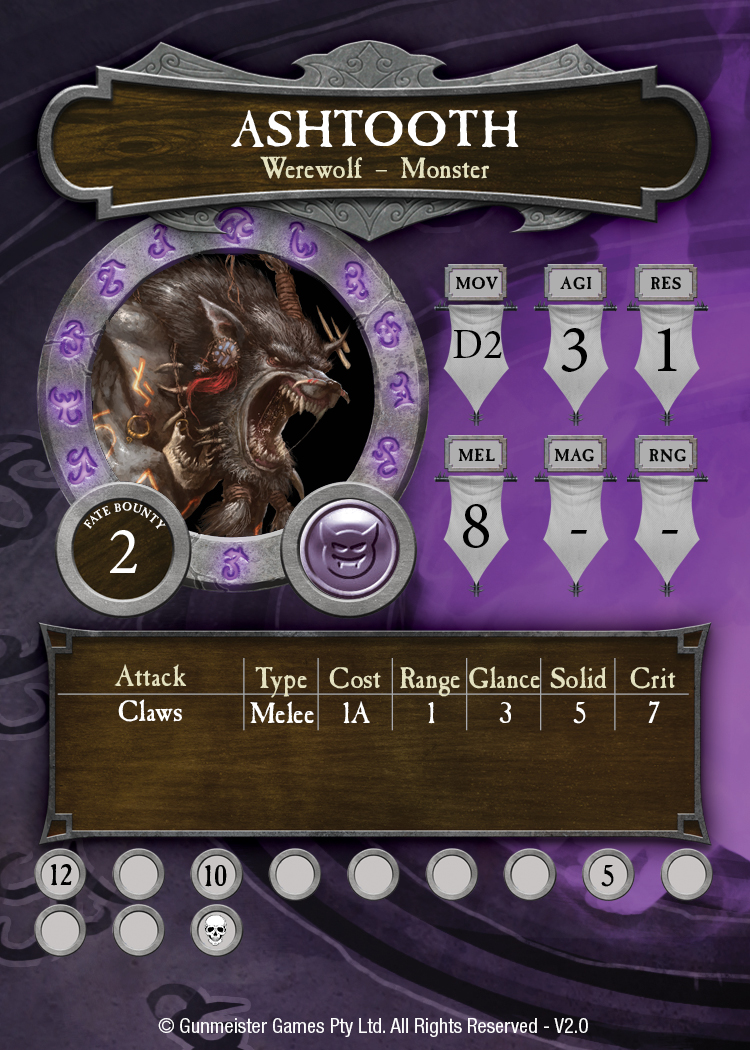 ASHTOOTH
Werewolf – Monster
MOV AGI RES
D2 3 1
MEL MAG RNG
8 - -
FATE BOUNTY
2
Attack Type Cost Range Glance Solid Crit
Claws Melee 1A 1 3 5 7
12 10 5
© Gunmeister Games Pty Ltd. All Rights Reserved - V2.0